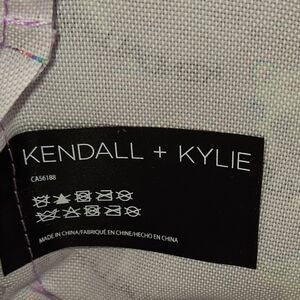 KENDALL + KYLIE
CA56188
MADE IN CHINA/FABRIQUÉ EN CHINE/HECHO EN CHINA